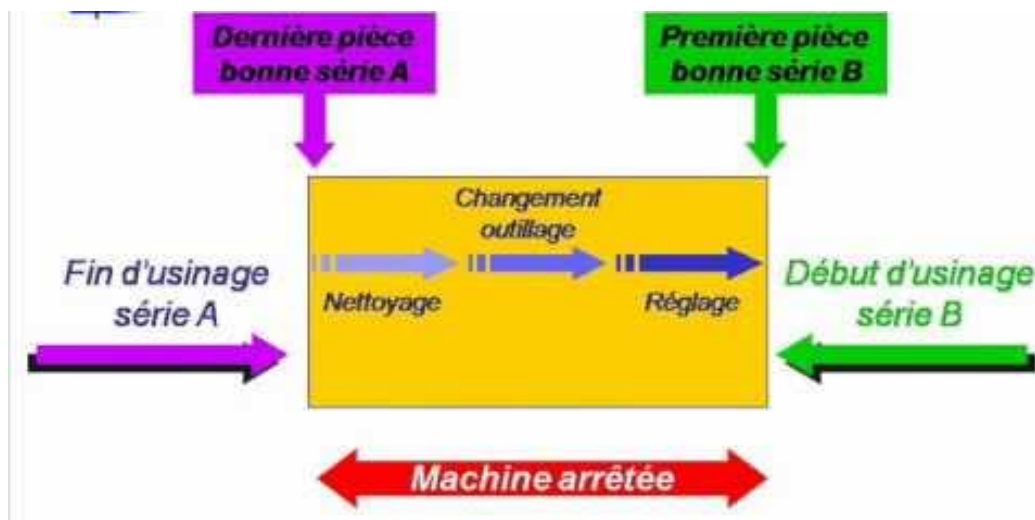 Dernière pièce
bonne série A
Première pièce
bonne série B
Changement
outillage
Nettoyage
Réglage
Fin d'usinage
série A
Début d'usinage
série B
Machine arrêtée